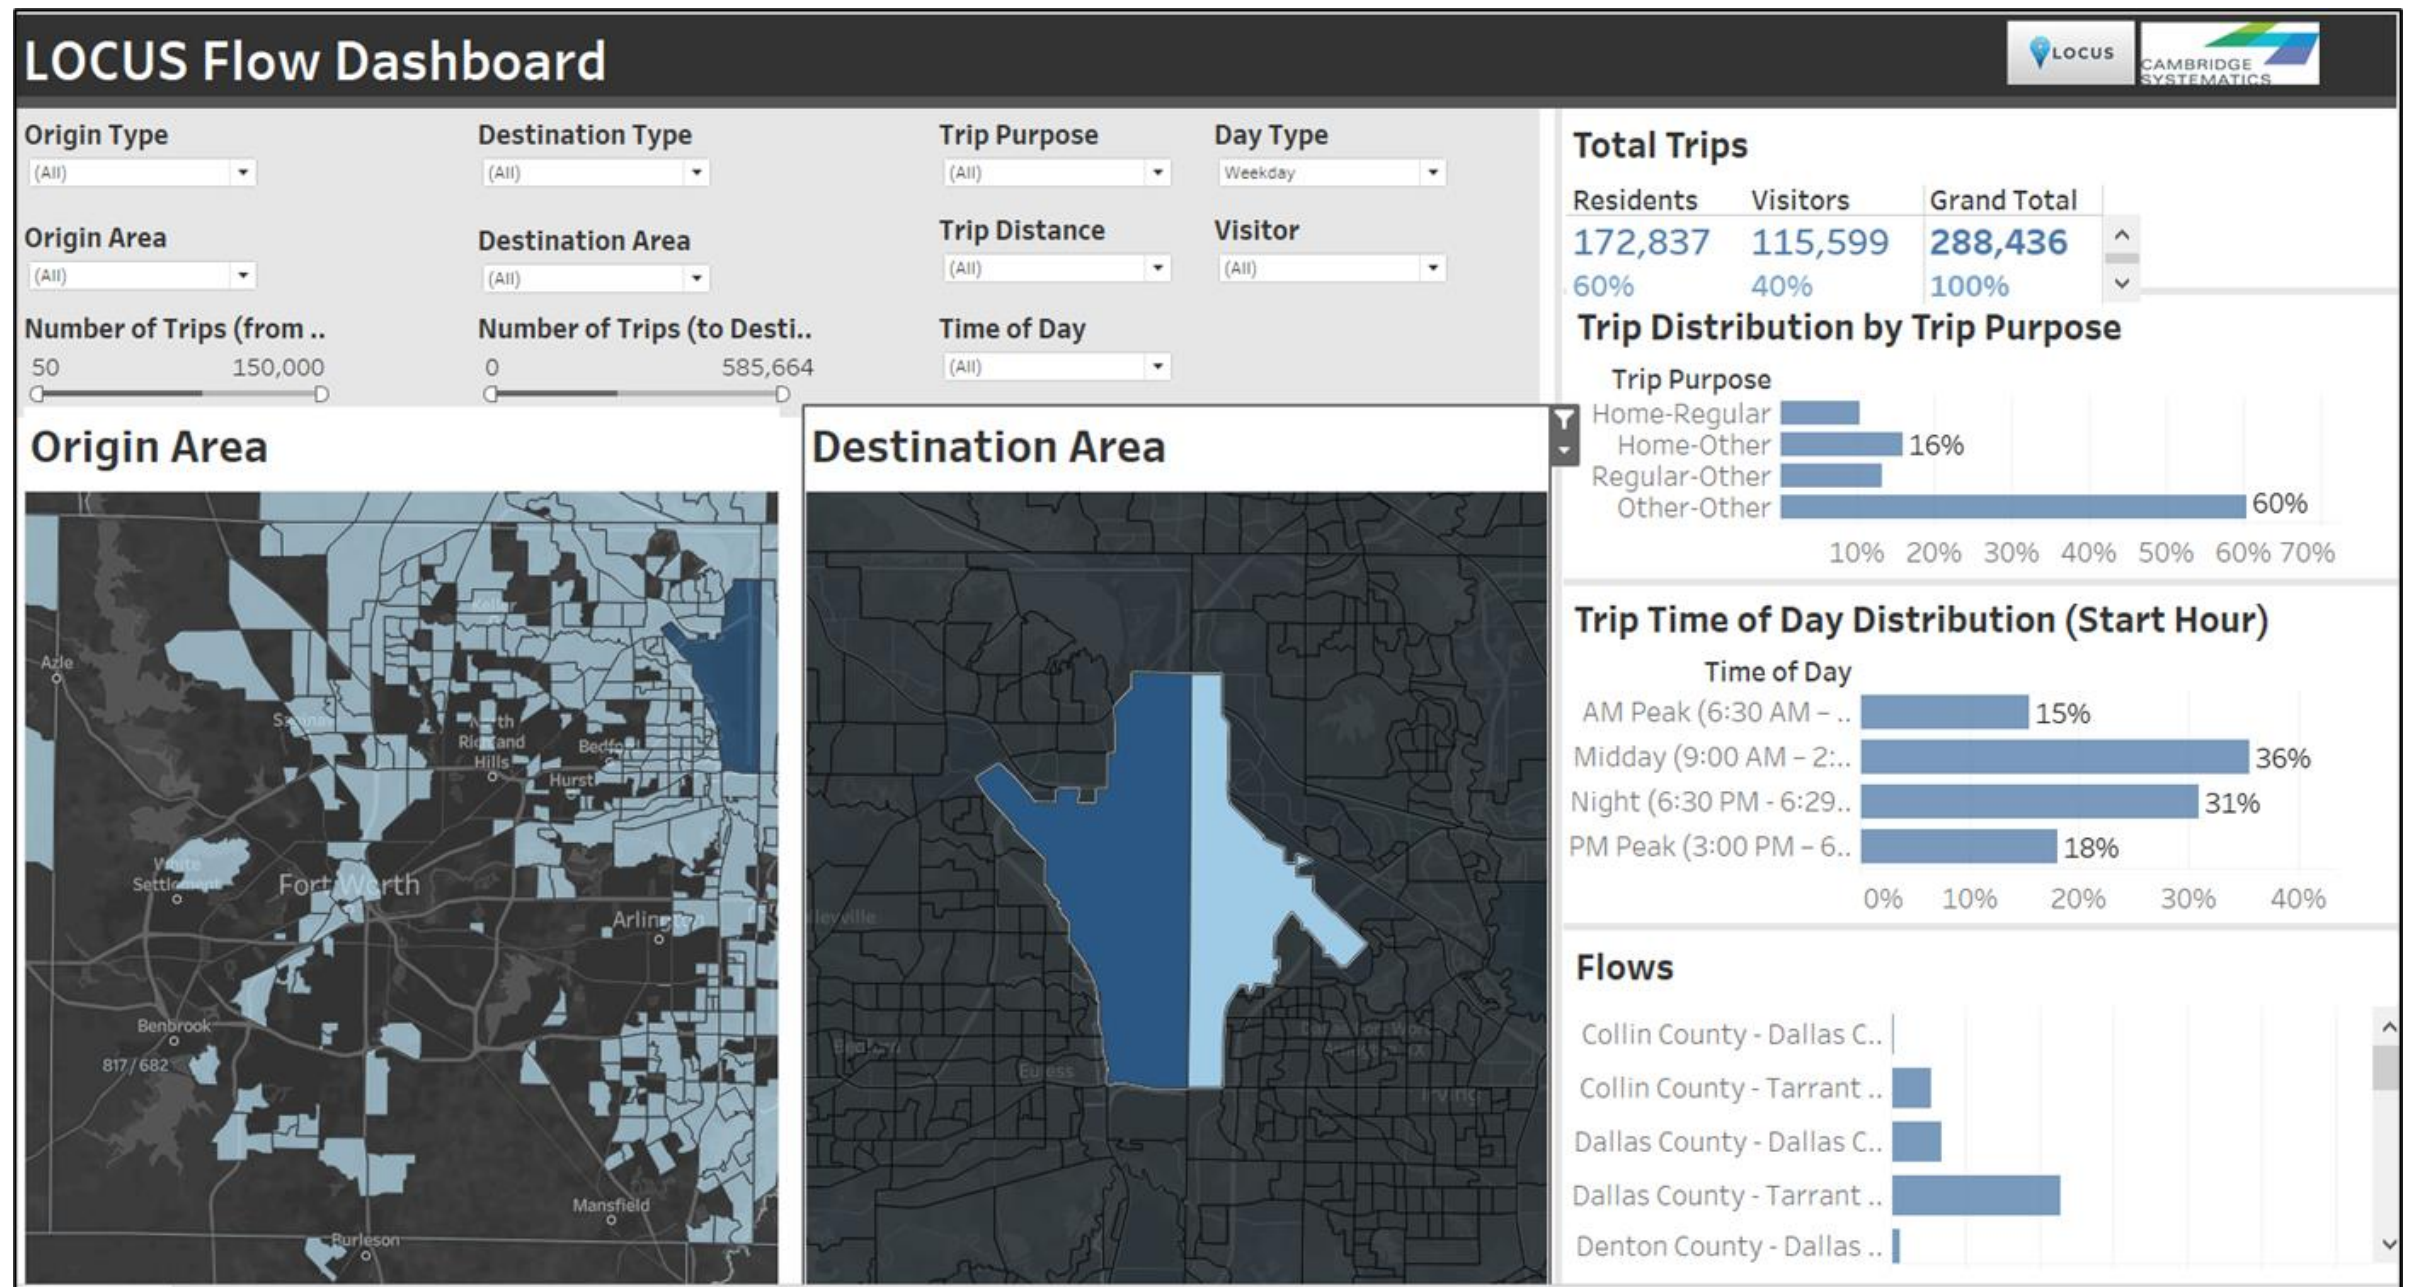 LOCUS Flow Dashboard
LOCUS
CAMBRIDGE
SYSTEMATICS
Origin Type
(All)
Destination Type
(All)
Trip Purpose
(All)
Day Type
Weekday
Origin Area
(All)
Destination Area
(All)
Trip Distance
(All)
Visitor
(All)
Number of Trips (from ..
50 150,000
Number of Trips (to Desti..
0 585,664
Time of Day
(All)
Origin Area
Keller
Azle
North
Richland
Hills
Bedford
Hurst
White
Settlement
Fort Worth
Arlington
Benbrook
817/682
Mansfield
Burleson
Destination Area
Bedford
Euless
Irving
Total Trips
Residents Visitors Grand Total
172,837 115,599 288,436
60% 40% 100%
Trip Distribution by Trip Purpose
Trip Purpose
Home-Regular
Home-Other 16%
Regular-Other
Other-Other 60%
10% 20% 30% 40% 50% 60% 70%
Trip Time of Day Distribution (Start Hour)
Time of Day
AM Peak (6:30 AM – .. 15%
Midday (9:00 AM – 2:.. 36%
Night (6:30 PM - 6:29.. 31%
PM Peak (3:00 PM – 6.. 18%
0% 10% 20% 30% 40%
Flows
Collin County - Dallas C..
Collin County - Tarrant ..
Dallas County - Dallas C..
Dallas County - Tarrant ..
Denton County - Dallas ..